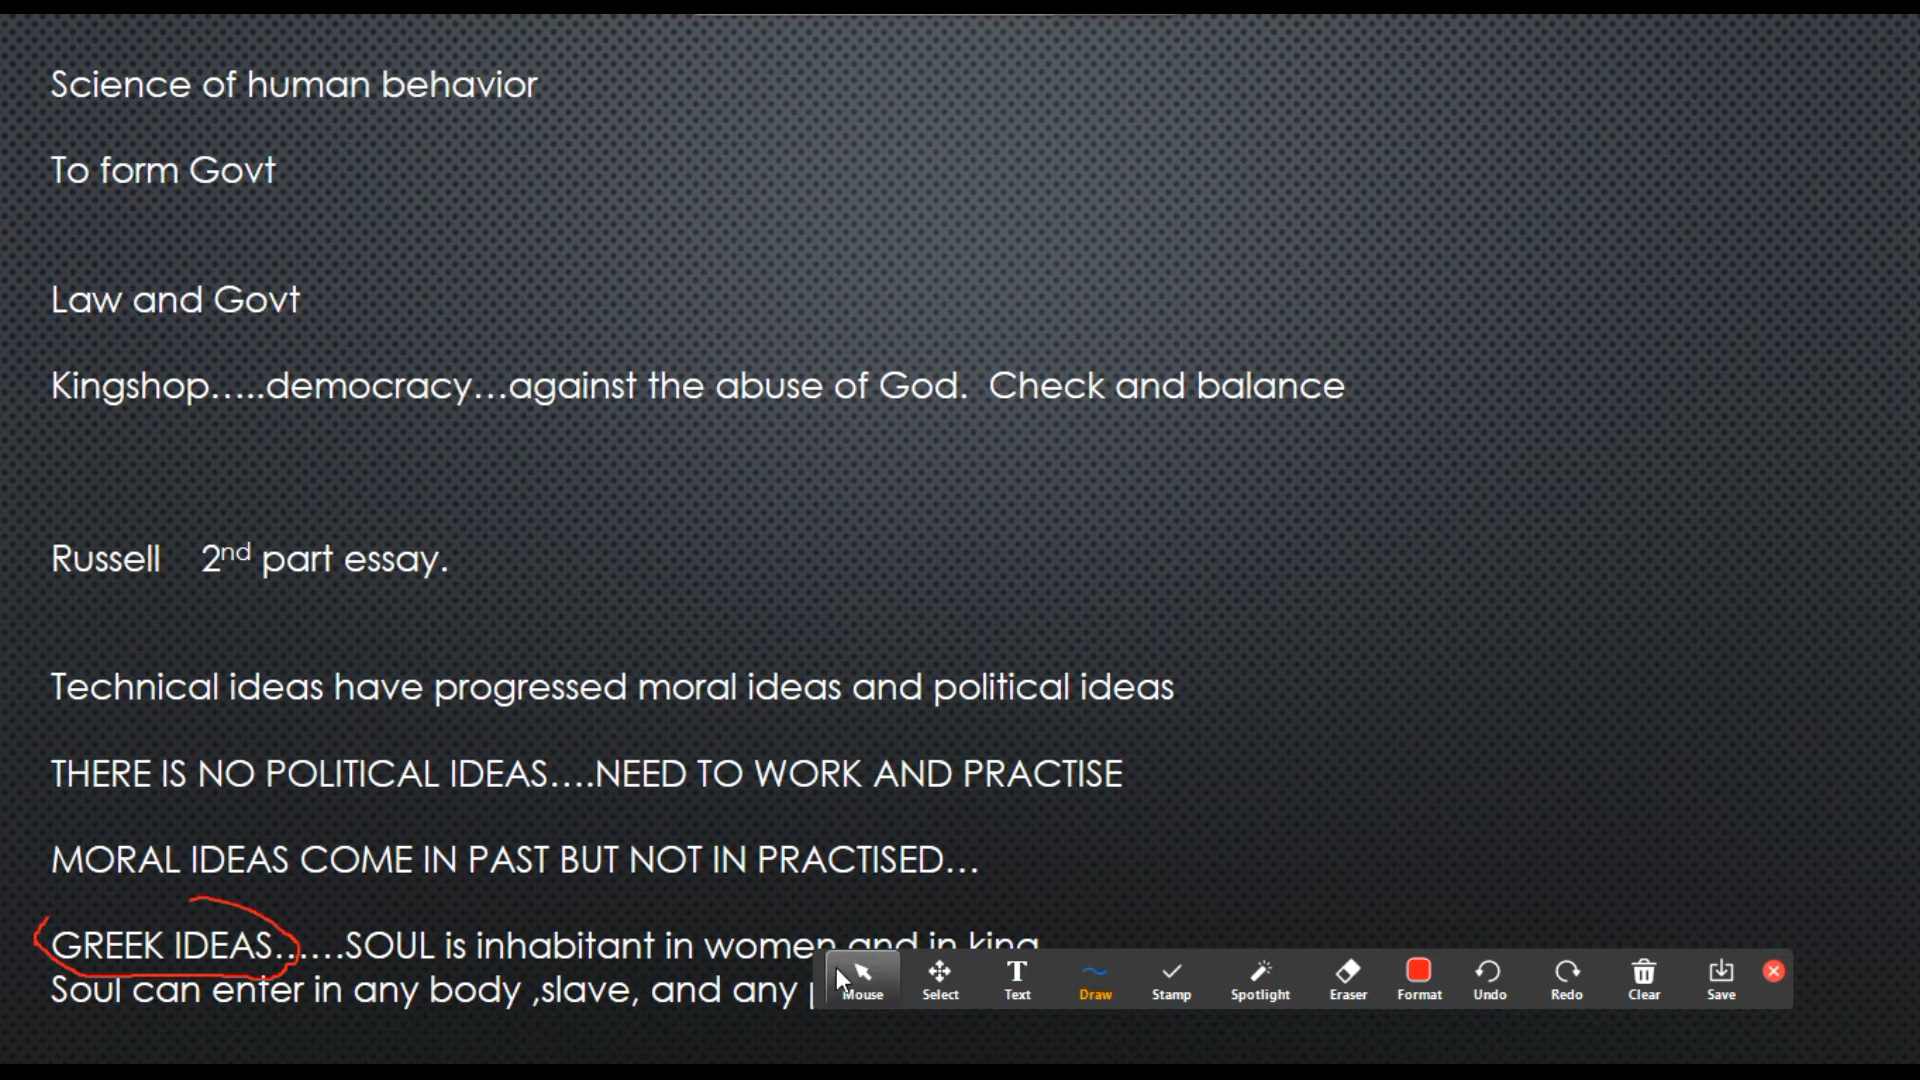 Science of human behavior
To form Govt
Law and Govt
Kingshop.....democracy...against the abuse of God. Check and balance
Russell 2nd part essay.
Technical ideas have progressed moral ideas and political ideas
THERE IS NO POLITICAL IDEAS....NEED TO WORK AND PRACTISE
MORAL IDEAS COME IN PAST BUT NOT IN PRACTISED...
GREEK IDEAS.......SOUL is inhabitant in women and in king
Soul can enter in any body ,slave, and any
Mouse Select Text Draw Stamp Spotlight Eraser Format Undo Redo Clear Save